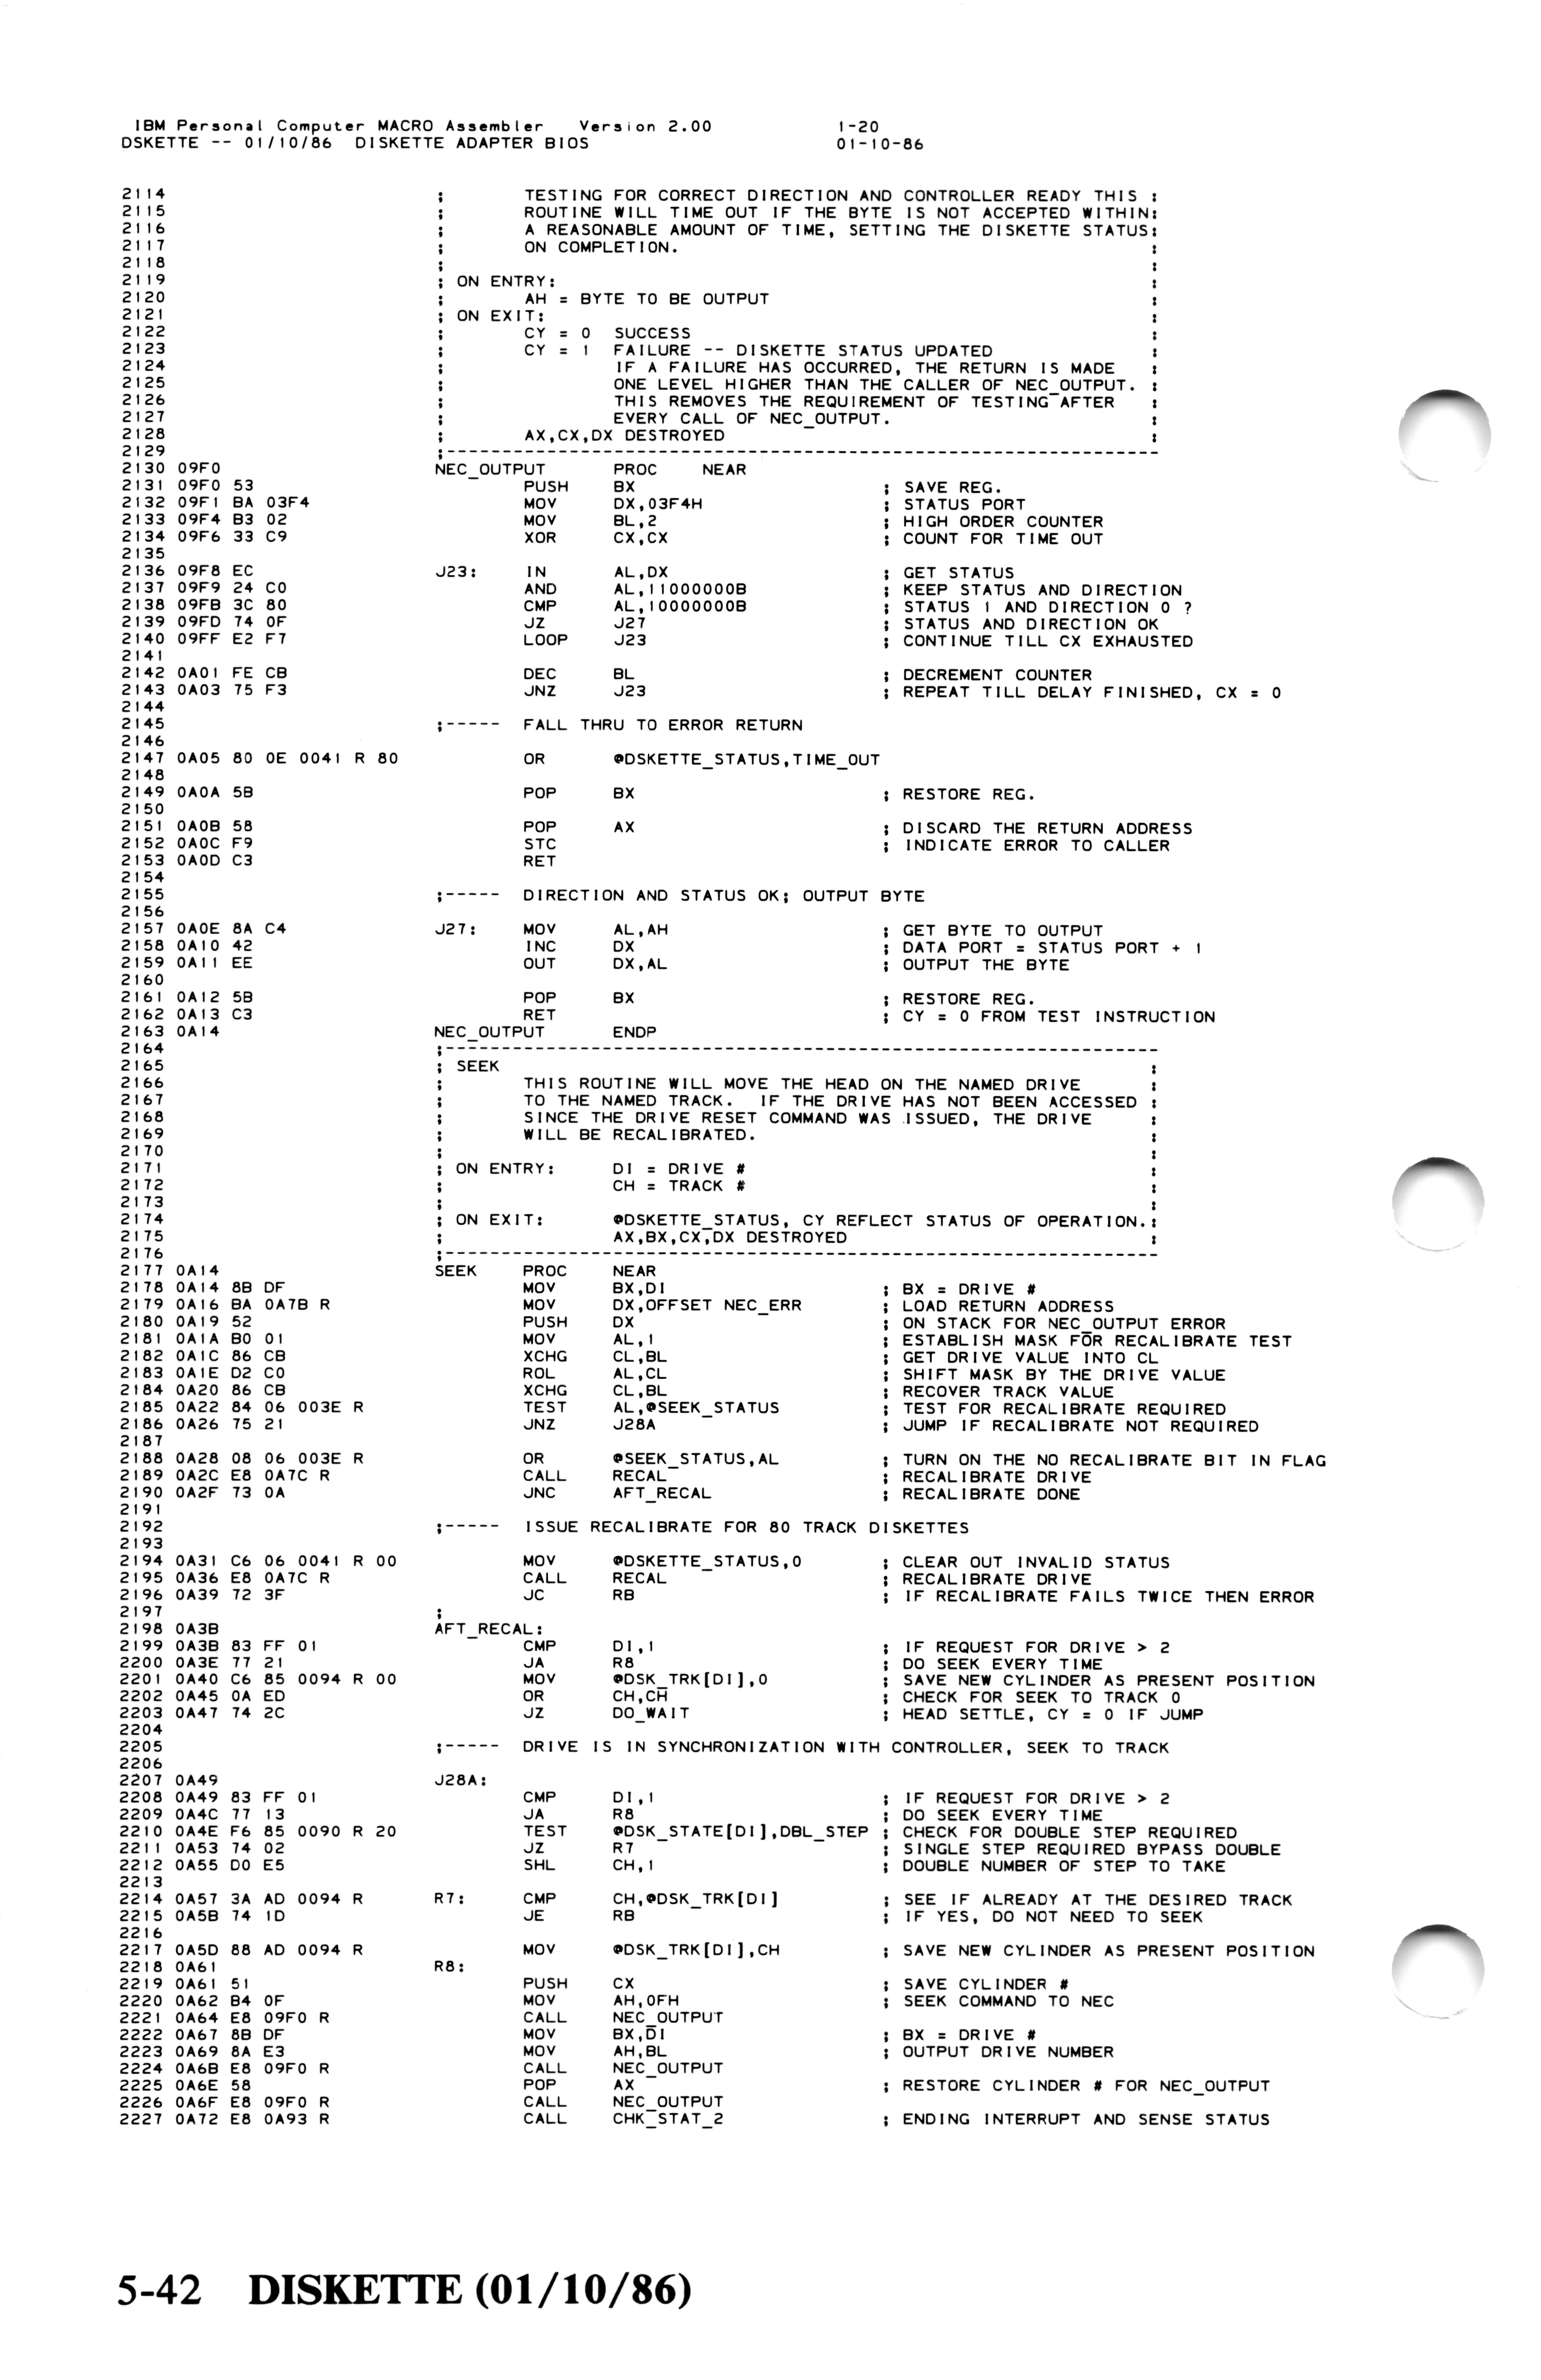 IBM Personal Computer MACRO Assembler   Version 2.00              1-20
DSKETTE -- 01/10/86  DISKETTE ADAPTER BIOS                        01-10-86
2114                        ;       TESTING FOR CORRECT DIRECTION AND CONTROLLER READY THIS :
2115                        ;       ROUTINE WILL TIME OUT IF THE BYTE IS NOT ACCEPTED WITHIN:
2116                        ;       A REASONABLE AMOUNT OF TIME, SETTING THE DISKETTE STATUS:
2117                        ;       ON COMPLETION.                                          :
2118                        ;                                                               :
2119                        ; ON ENTRY:                                                     :
2120                        ;       AH = BYTE TO BE OUTPUT                                  :
2121                        ; ON EXIT:                                                      :
2122                        ;       CY = 0  SUCCESS                                         :
2123                        ;       CY = 1  FAILURE -- DISKETTE STATUS UPDATED              :
2124                        ;               IF A FAILURE HAS OCCURRED, THE RETURN IS MADE   :
2125                        ;               ONE LEVEL HIGHER THAN THE CALLER OF NEC_OUTPUT. :
2126                        ;               THIS REMOVES THE REQUIREMENT OF TESTING AFTER   :
2127                        ;               EVERY CALL OF NEC_OUTPUT.                       :
2128                        ;       AX,CX,DX DESTROYED                                      :
2129                        ;----------------------------------------------------------------
2130 09F0                   NEC_OUTPUT      PROC    NEAR
2131 09F0 53                        PUSH    BX                      ; SAVE REG.
2132 09F1 BA 03F4                   MOV     DX,03F4H                ; STATUS PORT
2133 09F4 B3 02                     MOV     BL,2                    ; HIGH ORDER COUNTER
2134 09F6 33 C9                     XOR     CX,CX                   ; COUNT FOR TIME OUT
2135
2136 09F8 EC                J23:    IN      AL,DX                   ; GET STATUS
2137 09F9 24 C0                     AND     AL,11000000B            ; KEEP STATUS AND DIRECTION
2138 09FB 3C 80                     CMP     AL,10000000B            ; STATUS 1 AND DIRECTION 0 ?
2139 09FD 74 0F                     JZ      J27                     ; STATUS AND DIRECTION OK
2140 09FF E2 F7                     LOOP    J23                     ; CONTINUE TILL CX EXHAUSTED
2141
2142 0A01 FE CB                     DEC     BL                      ; DECREMENT COUNTER
2143 0A03 75 F3                     JNZ     J23                     ; REPEAT TILL DELAY FINISHED, CX = 0
2144
2145                        ;-----  FALL THRU TO ERROR RETURN
2146
2147 0A05 80 0E 0041 R 80           OR      @DSKETTE_STATUS,TIME_OUT
2148
2149 0A0A 5B                        POP     BX                      ; RESTORE REG.
2150
2151 0A0B 58                        POP     AX                      ; DISCARD THE RETURN ADDRESS
2152 0A0C F9                        STC                             ; INDICATE ERROR TO CALLER
2153 0A0D C3                        RET
2154
2155                        ;-----  DIRECTION AND STATUS OK; OUTPUT BYTE
2156
2157 0A0E 8A C4             J27:    MOV     AL,AH                   ; GET BYTE TO OUTPUT
2158 0A10 42                        INC     DX                      ; DATA PORT = STATUS PORT + 1
2159 0A11 EE                        OUT     DX,AL                   ; OUTPUT THE BYTE
2160
2161 0A12 5B                        POP     BX                      ; RESTORE REG.
2162 0A13 C3                        RET                             ; CY = 0 FROM TEST INSTRUCTION
2163 0A14                   NEC_OUTPUT      ENDP
2164                        ;----------------------------------------------------------------
2165                        ; SEEK                                                          :
2166                        ;       THIS ROUTINE WILL MOVE THE HEAD ON THE NAMED DRIVE      :
2167                        ;       TO THE NAMED TRACK.  IF THE DRIVE HAS NOT BEEN ACCESSED :
2168                        ;       SINCE THE DRIVE RESET COMMAND WAS ISSUED, THE DRIVE     :
2169                        ;       WILL BE RECALIBRATED.                                   :
2170                        ;                                                               :
2171                        ; ON ENTRY:     DI = DRIVE #                                    :
2172                        ;               CH = TRACK #                                    :
2173                        ;                                                               :
2174                        ; ON EXIT:      @DSKETTE_STATUS, CY REFLECT STATUS OF OPERATION.:
2175                        ;               AX,BX,CX,DX DESTROYED                           :
2176                        ;----------------------------------------------------------------
2177 0A14                   SEEK    PROC    NEAR
2178 0A14 8B DF                     MOV     BX,DI                   ; BX = DRIVE #
2179 0A16 BA 0A7B R                 MOV     DX,OFFSET NEC_ERR       ; LOAD RETURN ADDRESS
2180 0A19 52                        PUSH    DX                      ; ON STACK FOR NEC_OUTPUT ERROR
2181 0A1A B0 01                     MOV     AL,1                    ; ESTABLISH MASK FOR RECALIBRATE TEST
2182 0A1C 86 CB                     XCHG    CL,BL                   ; GET DRIVE VALUE INTO CL
2183 0A1E D2 C0                     ROL     AL,CL                   ; SHIFT MASK BY THE DRIVE VALUE
2184 0A20 86 CB                     XCHG    CL,BL                   ; RECOVER TRACK VALUE
2185 0A22 84 06 003E R              TEST    AL,@SEEK_STATUS         ; TEST FOR RECALIBRATE REQUIRED
2186 0A26 75 21                     JNZ     J28A                    ; JUMP IF RECALIBRATE NOT REQUIRED
2187
2188 0A28 08 06 003E R              OR      @SEEK_STATUS,AL         ; TURN ON THE NO RECALIBRATE BIT IN FLAG
2189 0A2C E8 0A7C R                 CALL    RECAL                   ; RECALIBRATE DRIVE
2190 0A2F 73 0A                     JNC     AFT_RECAL               ; RECALIBRATE DONE
2191
2192                        ;-----  ISSUE RECALIBRATE FOR 80 TRACK DISKETTES
2193
2194 0A31 C6 06 0041 R 00           MOV     @DSKETTE_STATUS,0       ; CLEAR OUT INVALID STATUS
2195 0A36 E8 0A7C R                 CALL    RECAL                   ; RECALIBRATE DRIVE
2196 0A39 72 3F                     JC      RB                      ; IF RECALIBRATE FAILS TWICE THEN ERROR
2197                        ;
2198 0A3B                   AFT_RECAL:
2199 0A3B 83 FF 01                  CMP     DI,1                    ; IF REQUEST FOR DRIVE > 2
2200 0A3E 77 21                     JA      R8                      ; DO SEEK EVERY TIME
2201 0A40 C6 85 0094 R 00           MOV     @DSK_TRK[DI],0          ; SAVE NEW CYLINDER AS PRESENT POSITION
2202 0A45 0A ED                     OR      CH,CH                   ; CHECK FOR SEEK TO TRACK 0
2203 0A47 74 2C                     JZ      DO_WAIT                 ; HEAD SETTLE, CY = 0 IF JUMP
2204
2205                        ;-----  DRIVE IS IN SYNCHRONIZATION WITH CONTROLLER, SEEK TO TRACK
2206
2207 0A49                   J28A:
2208 0A49 83 FF 01                  CMP     DI,1                    ; IF REQUEST FOR DRIVE > 2
2209 0A4C 77 13                     JA      R8                      ; DO SEEK EVERY TIME
2210 0A4E F6 85 0090 R 20           TEST    @DSK_STATE[DI],DBL_STEP ; CHECK FOR DOUBLE STEP REQUIRED
2211 0A53 74 02                     JZ      R7                      ; SINGLE STEP REQUIRED BYPASS DOUBLE
2212 0A55 D0 E5                     SHL     CH,1                    ; DOUBLE NUMBER OF STEP TO TAKE
2213
2214 0A57 3A AD 0094 R      R7:     CMP     CH,@DSK_TRK[DI]         ; SEE IF ALREADY AT THE DESIRED TRACK
2215 0A5B 74 1D                     JE      RB                      ; IF YES, DO NOT NEED TO SEEK
2216
2217 0A5D 88 AD 0094 R              MOV     @DSK_TRK[DI],CH         ; SAVE NEW CYLINDER AS PRESENT POSITION
2218 0A61                   R8:
2219 0A61 51                        PUSH    CX                      ; SAVE CYLINDER #
2220 0A62 B4 0F                     MOV     AH,0FH                  ; SEEK COMMAND TO NEC
2221 0A64 E8 09F0 R                 CALL    NEC_OUTPUT
2222 0A67 8B DF                     MOV     BX,DI                   ; BX = DRIVE #
2223 0A69 8A E3                     MOV     AH,BL                   ; OUTPUT DRIVE NUMBER
2224 0A6B E8 09F0 R                 CALL    NEC_OUTPUT
2225 0A6E 58                        POP     AX                      ; RESTORE CYLINDER # FOR NEC_OUTPUT
2226 0A6F E8 09F0 R                 CALL    NEC_OUTPUT
2227 0A72 E8 0A93 R                 CALL    CHK_STAT_2              ; ENDING INTERRUPT AND SENSE STATUS
5-42   DISKETTE (01/10/86)